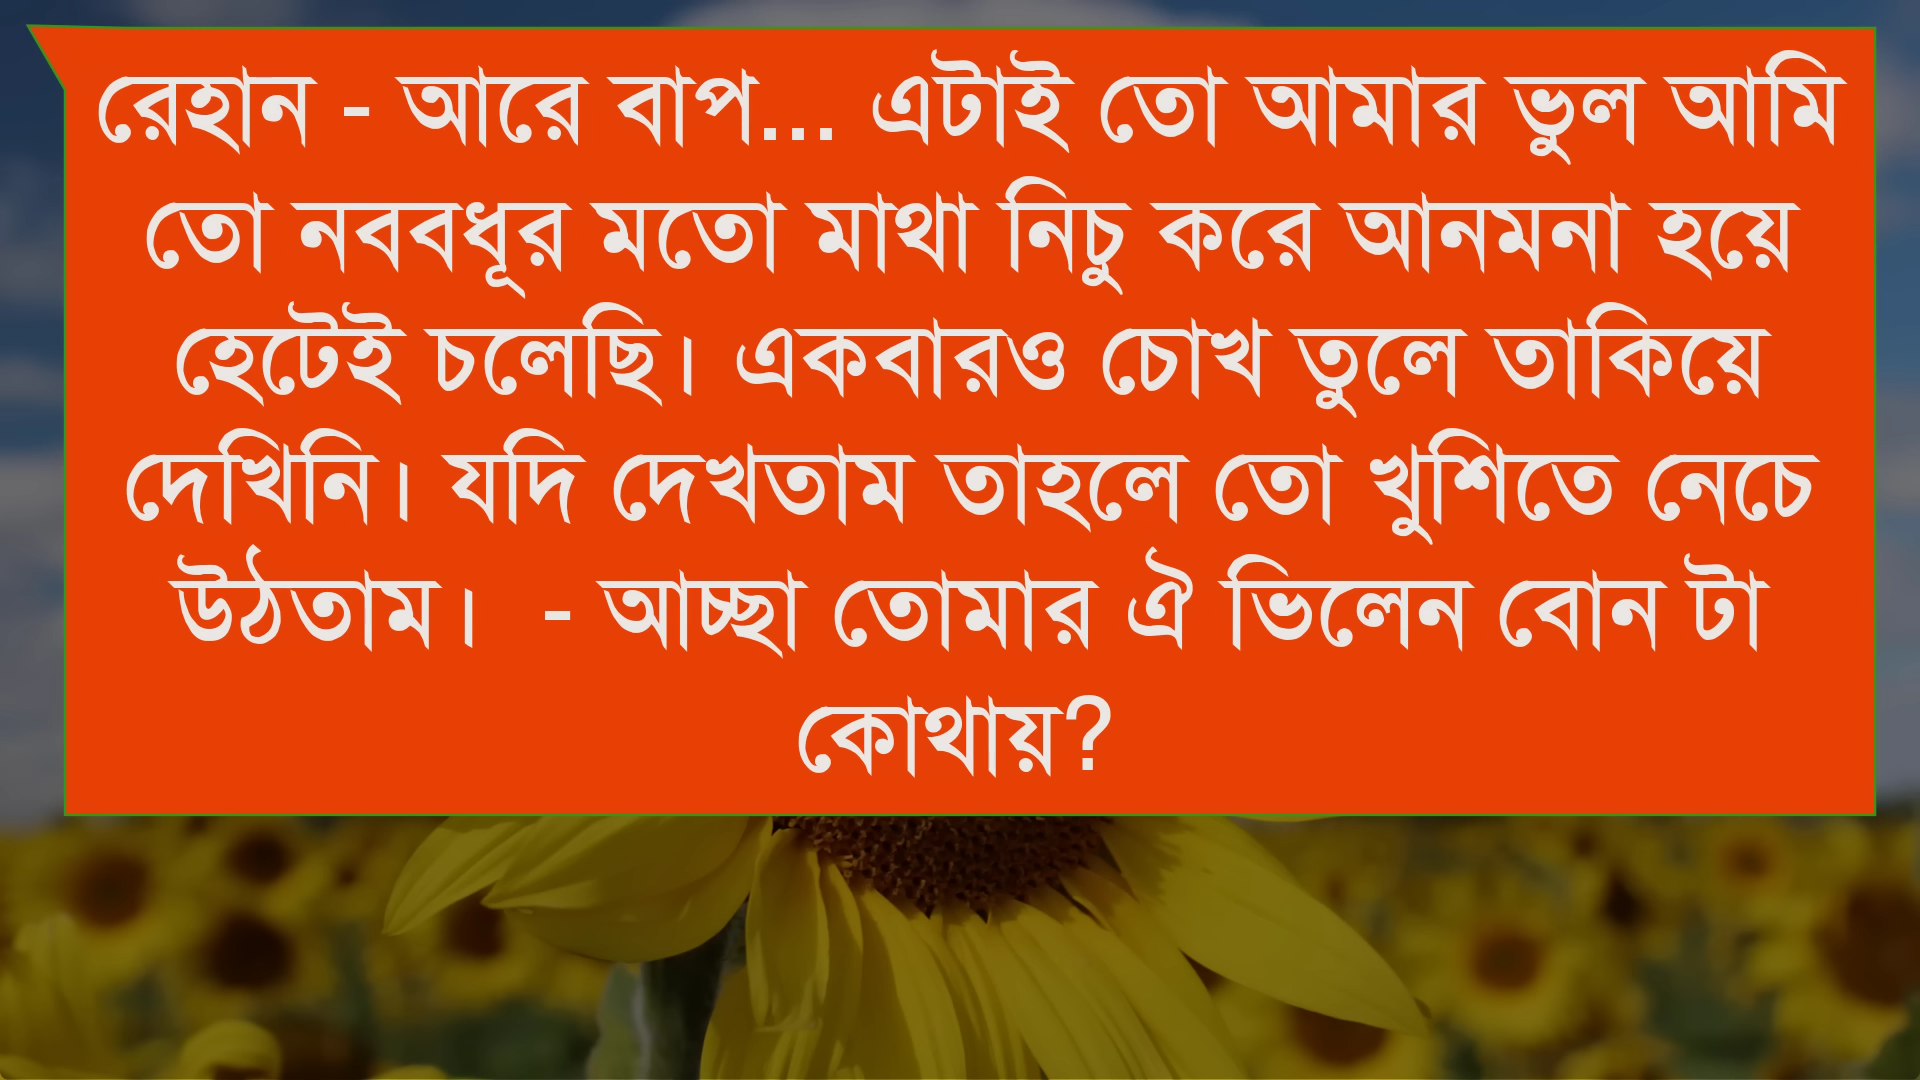 রেহান - আরে বাপ... এটাই তো আমার ভুল আমি
তো নববধূর মতো মাথা নিচু করে আনমনা হয়ে
হেটেই চলেছি। একবারও চোখ তুলে তাকিয়ে
দেখিনি। যদি দেখতাম তাহলে তো খুশিতে নেচে
উঠতাম।  - আচ্ছা তোমার ঐ ভিলেন বোন টা
কোথায়?